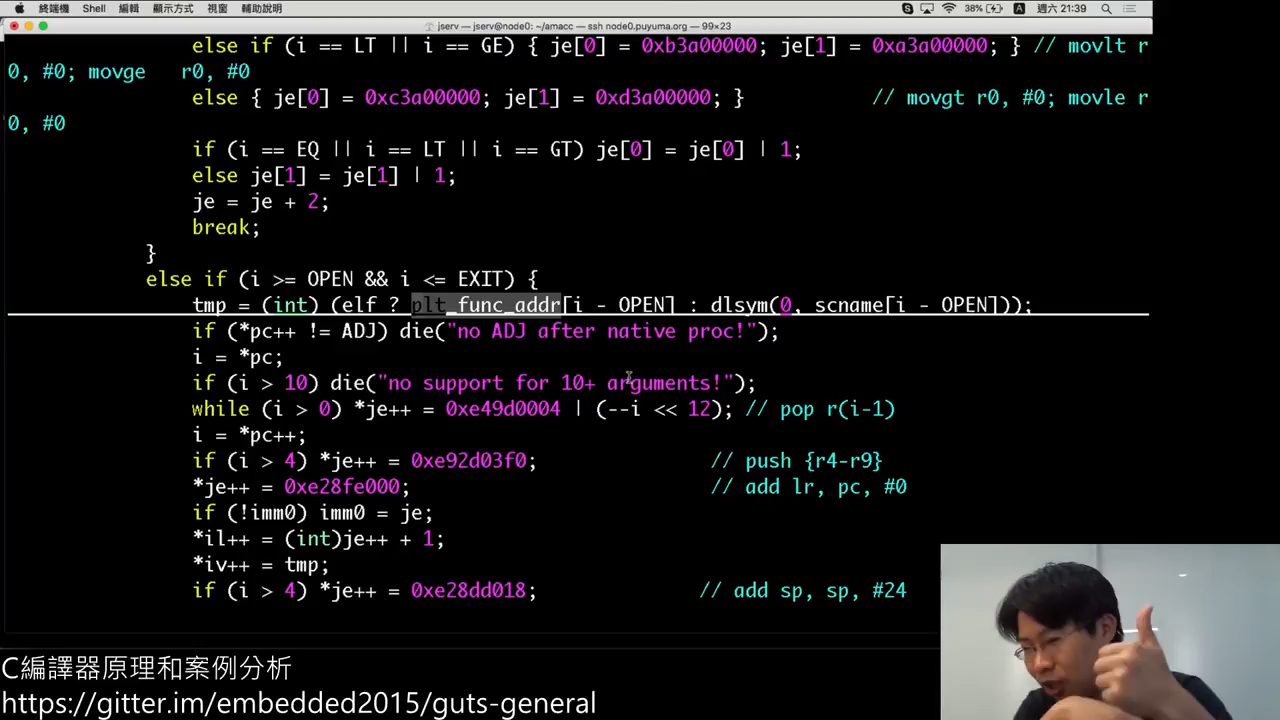 終端機 Shell 編輯 顯示方式 視窗 輔助說明 38% 週六 21:39
jserv — jserv@node0: ~/amacc — ssh node0.puyuma.org — 99×23
else if (i == LT || i == GE) { je[0] = 0xb3a00000; je[1] = 0xa3a00000; } // movlt r
0, #0; movge   r0, #0
else { je[0] = 0xc3a00000; je[1] = 0xd3a00000; }           // movgt r0, #0; movle r
0, #0
if (i == EQ || i == LT || i == GT) je[0] = je[0] | 1;
else je[1] = je[1] | 1;
je = je + 2;
break;
}
else if (i >= OPEN && i <= EXIT) {
tmp = (int) (elf ? plt_func_addr[i - OPEN] : dlsym(0, scname[i - OPEN]));
if (*pc++ != ADJ) die("no ADJ after native proc!");
i = *pc;
if (i > 10) die("no support for 10+ arguments!");
while (i > 0) *je++ = 0xe49d0004 | (--i << 12); // pop r(i-1)
i = *pc++;
if (i > 4) *je++ = 0xe92d03f0;               // push {r4-r9}
*je++ = 0xe28fe000;                          // add lr, pc, #0
if (!imm0) imm0 = je;
*il++ = (int)je++ + 1;
*iv++ = tmp;
if (i > 4) *je++ = 0xe28dd018;              // add sp, sp, #24
C編譯器原理和案例分析
https://gitter.im/embedded2015/guts-general